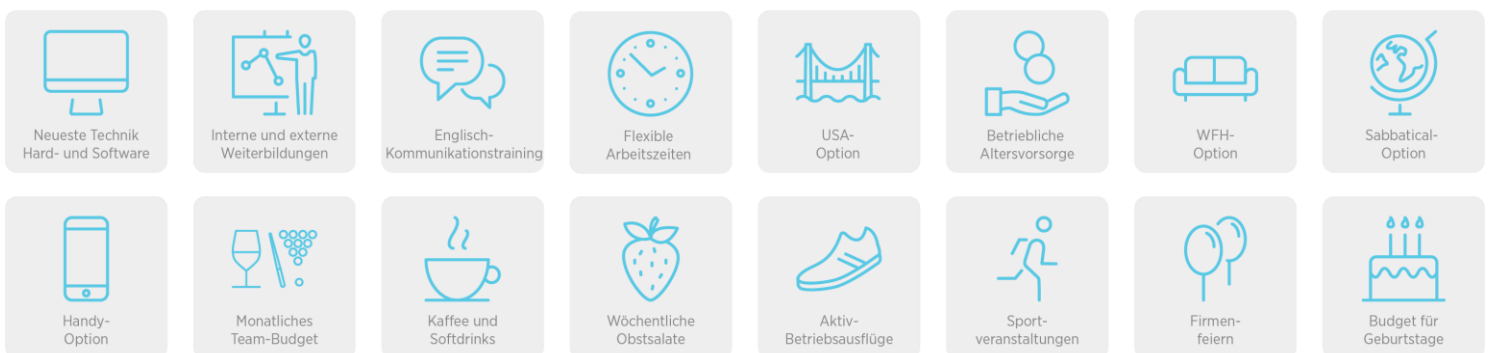 Neueste Technik
Hard- und Software
Interne und externe
Weiterbildungen
Englisch-
Kommunikationstraining
Flexible
Arbeitszeiten
USA-
Option
Betriebliche
Altersvorsorge
WFH-
Option
Sabbatical-
Option
Handy-
Option
Monatliches
Team-Budget
Kaffee und
Softdrinks
Wöchentliche
Obstsalate
Aktiv-
Betriebsausflüge
Sport-
veranstaltungen
Firmen-
feiern
Budget für
Geburtstage